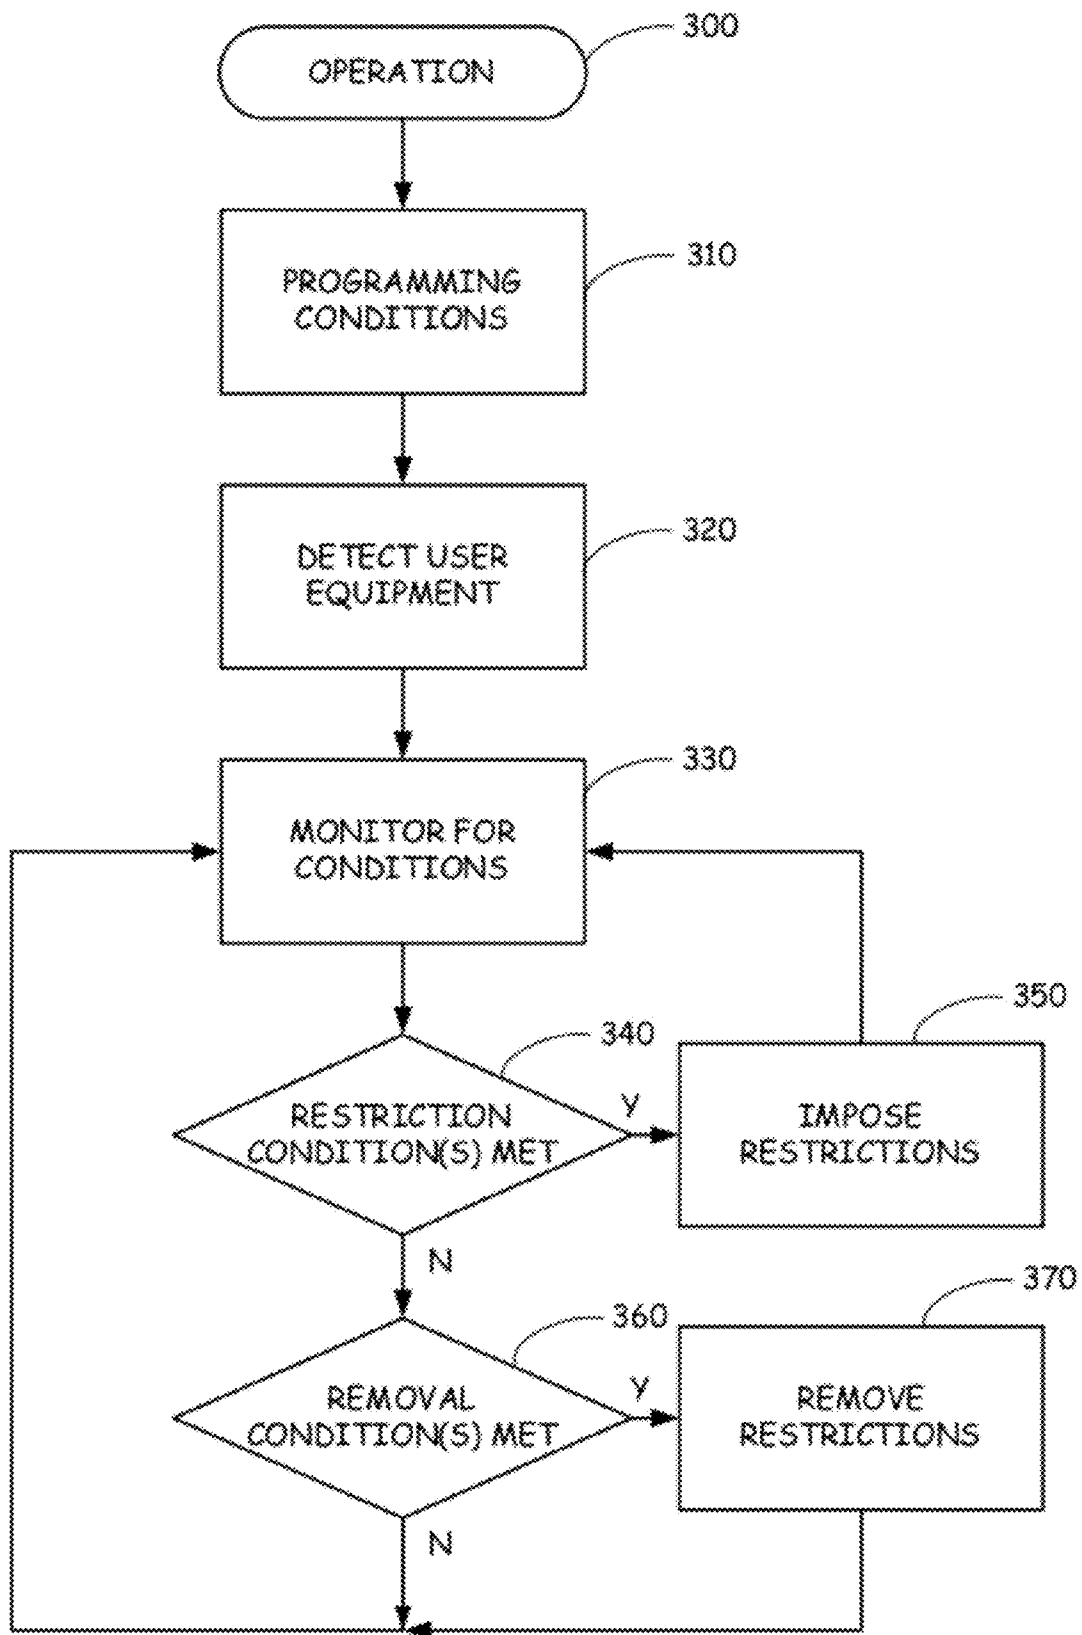 300
OPERATION
310
PROGRAMMING
CONDITIONS
320
DETECT USER
EQUIPMENT
330
MONITOR FOR
CONDITIONS
340
RESTRICTION
CONDITION(S) MET
Y
350
IMPOSE
RESTRICTIONS
N
360
REMOVAL
CONDITION(S) MET
Y
370
REMOVE
RESTRICTIONS
N